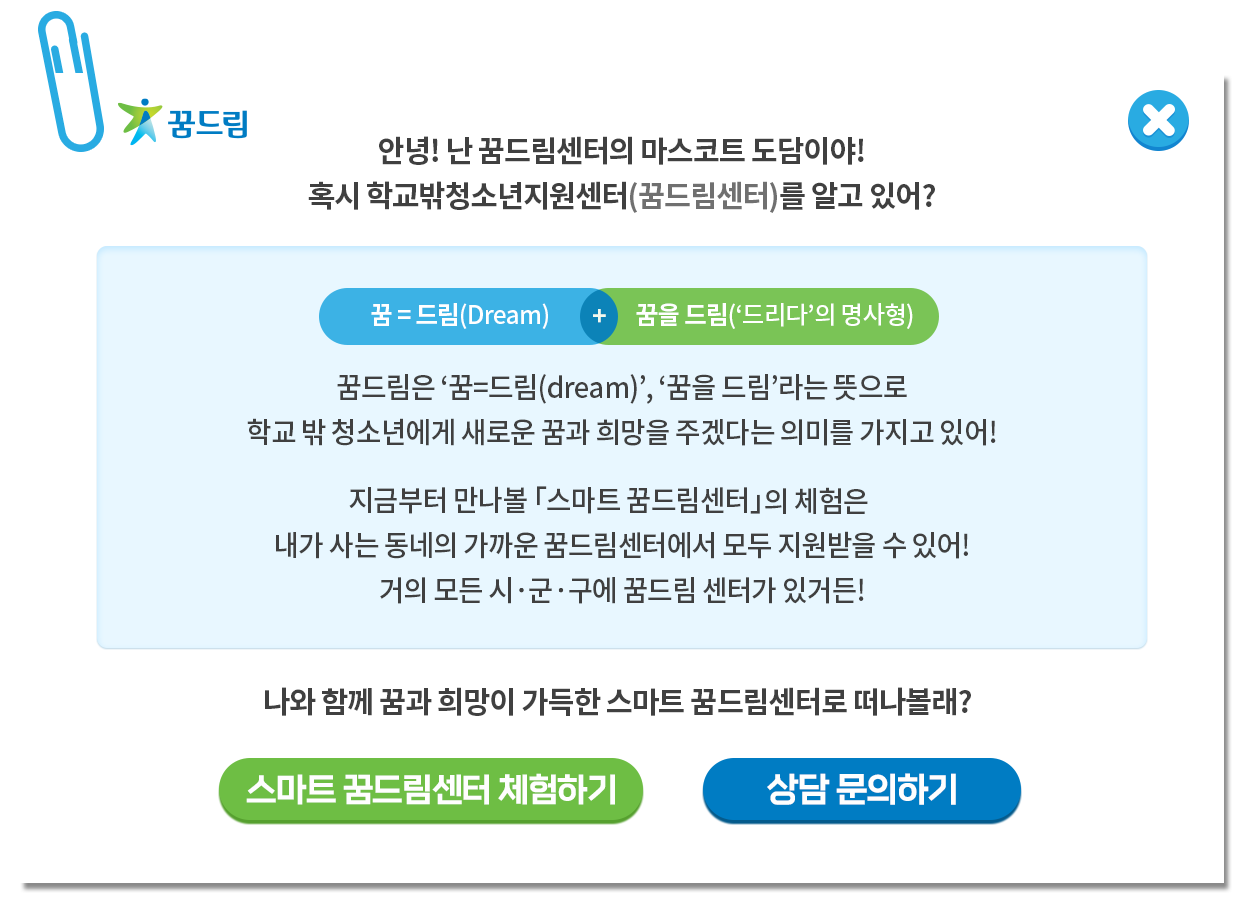 꿈드림
안녕! 난 꿈드림센터의 마스코트 도담이야!
혹시 학교밖청소년지원센터(꿈드림센터)를 알고 있어?
꿈 = 드림(Dream) + 꿈을 드림(‘드리다’의 명사형)
꿈드림은 ‘꿈=드림(dream)’, ‘꿈을 드림’라는 뜻으로
학교 밖 청소년에게 새로운 꿈과 희망을 주겠다는 의미를 가지고 있어!
지금부터 만나볼 「스마트 꿈드림센터」의 체험은
내가 사는 동네의 가까운 꿈드림센터에서 모두 지원받을 수 있어!
거의 모든 시·군·구에 꿈드림 센터가 있거든!
나와 함께 꿈과 희망이 가득한 스마트 꿈드림센터로 떠나볼래?
스마트 꿈드림센터 체험하기 상담 문의하기